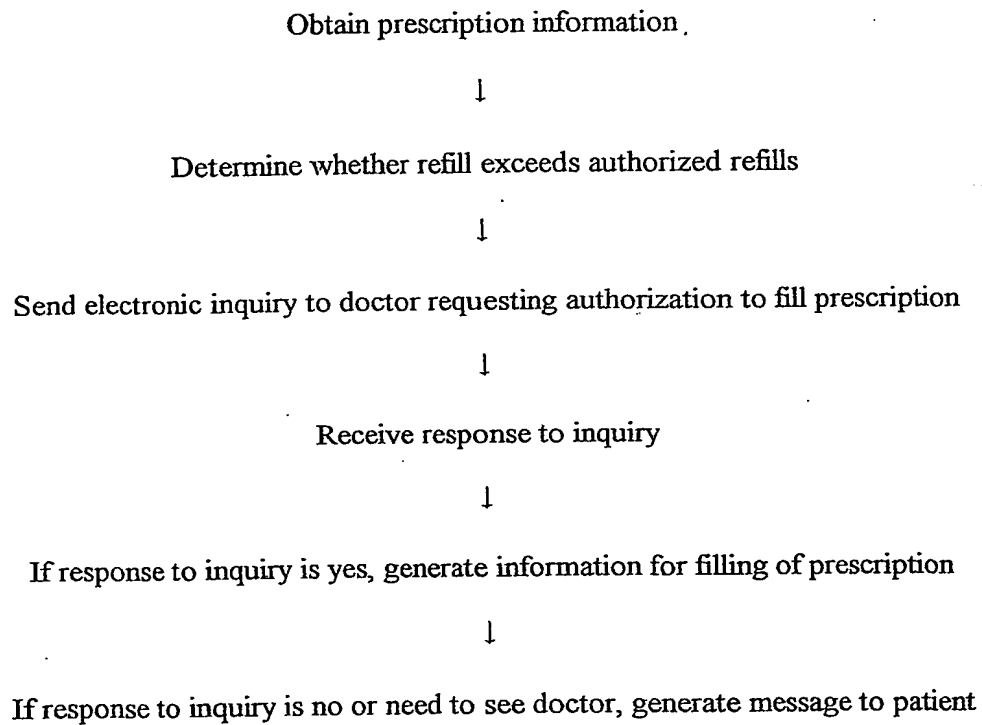 Obtain prescription information.
↓
Determine whether refill exceeds authorized refills
↓
Send electronic inquiry to doctor requesting authorization to fill prescription
↓
Receive response to inquiry
↓
If response to inquiry is yes, generate information for filling of prescription
↓
If response to inquiry is no or need to see doctor, generate message to patient